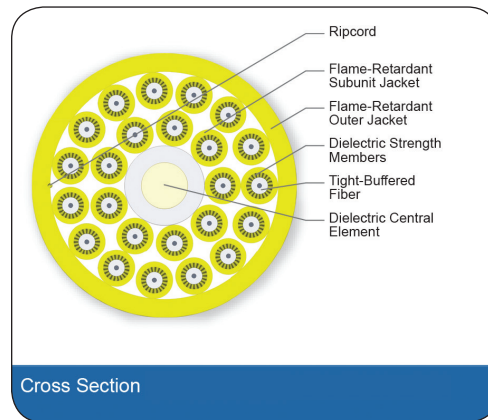 Ripcord
Flame-Retardant
Subunit Jacket
Flame-Retardant
Outer Jacket
Dielectric Strength
Members
Tight-Buffered
Fiber
Dielectric Central
Element
Cross Section